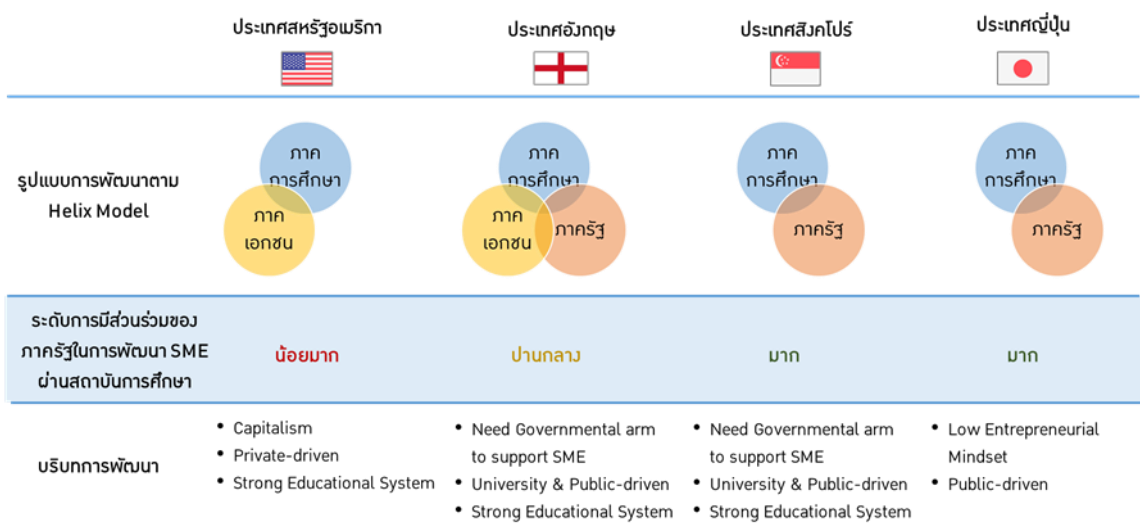 ประเทศสหรัฐอเมริกา
ประเทศอังกฤษ
ประเทศสิงคโปร์
ประเทศญี่ปุ่น
รูปแบบการพัฒนาตาม
Helix Model
ภาค
การศึกษา
ภาค
เอกชน
ภาค
การศึกษา
ภาค
เอกชน
ภาครัฐ
ภาค
การศึกษา
ภาครัฐ
ภาค
การศึกษา
ภาครัฐ
ระดับการมีส่วนร่วมของ
ภาครัฐในการพัฒนา SME
ผ่านสถาบันการศึกษา
น้อยมาก
ปานกลาง
มาก
มาก
บริบทการพัฒนา
• Capitalism
• Private-driven
• Strong Educational System
• Need Governmental arm
to support SME
• University & Public-driven
• Strong Educational System
• Need Governmental arm
to support SME
• University & Public-driven
• Strong Educational System
• Low Entrepreneurial
Mindset
• Public-driven